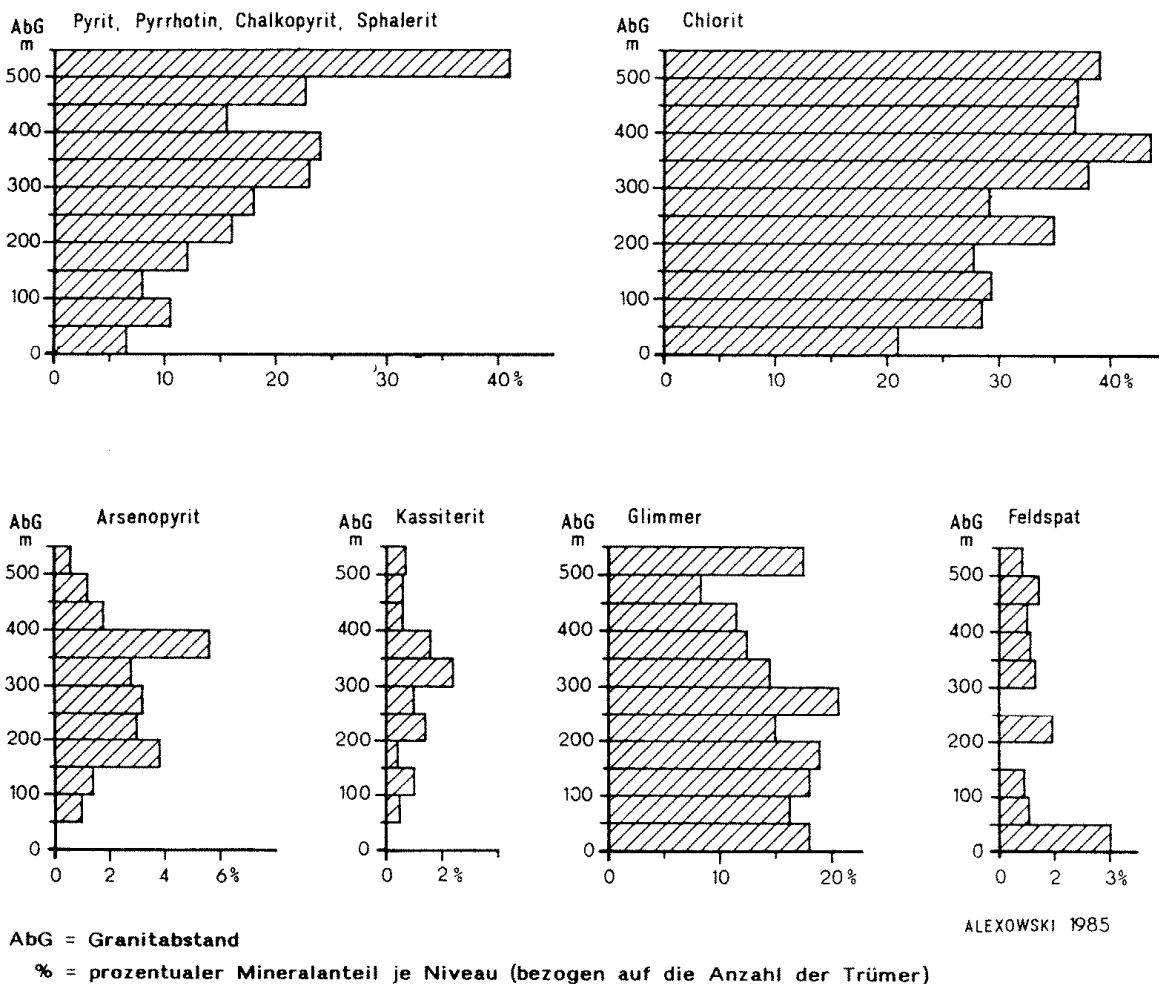 AbG
m
Pyrit, Pyrrhotin, Chalkopyrit, Sphalerit
500
400
300
200
100
0
0 10 20 30 40%
AbG
m
Chlorit
500
400
300
200
100
0
0 10 20 30 40%
AbG
m
Arsenopyrit
500
400
300
200
100
0
0 2 4 6%
AbG
m
Kassiterit
500
400
300
200
100
0
0 2%
AbG
m
Glimmer
500
400
300
200
100
0
0 10 20%
AbG
m
Feldspat
500
400
300
200
100
0
0 2 3%
ALEXOWSKI 1985
AbG = Granitabstand
% = prozentualer Mineralanteil je Niveau (bezogen auf die Anzahl der Trümer)